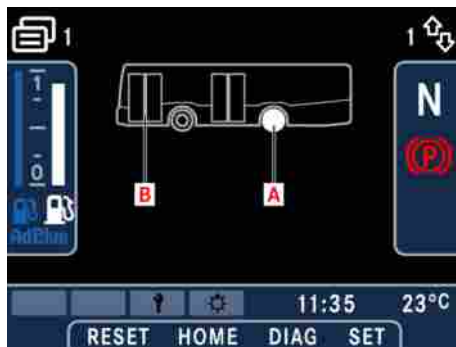 1 1
1
N
(P)
0
AdBlue
B A
11:35 23°C
RESET HOME DIAG SET